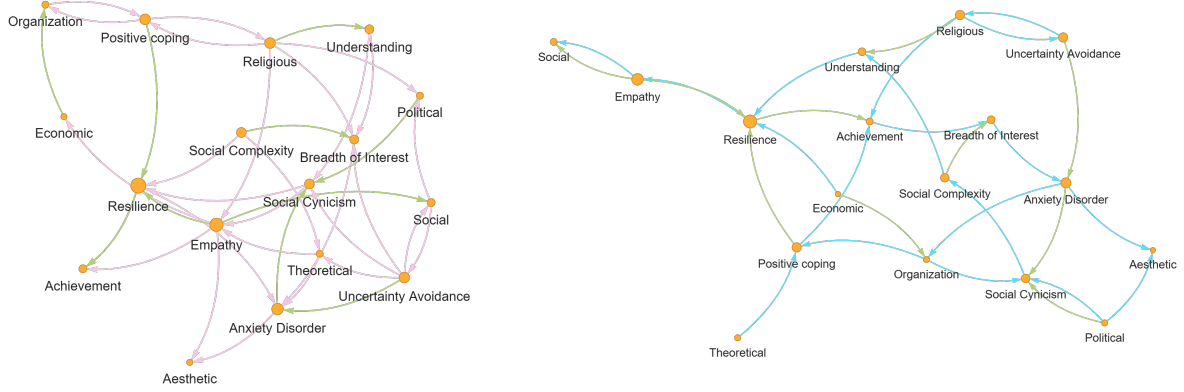 Organization
Positive coping
Understanding
Religious
Political
Economic
Social Complexity
Breadth of Interest
Resilience
Social Cynicism
Social
Empathy
Theoretical
Achievement
Uncertainty Avoidance
Anxiety Disorder
Aesthetic
Religious
Uncertainty Avoidance
Social
Understanding
Empathy
Resilience
Achievement
Breadth of Interest
Social Complexity
Anxiety Disorder
Economic
Positive coping
Organization
Aesthetic
Social Cynicism
Political
Theoretical